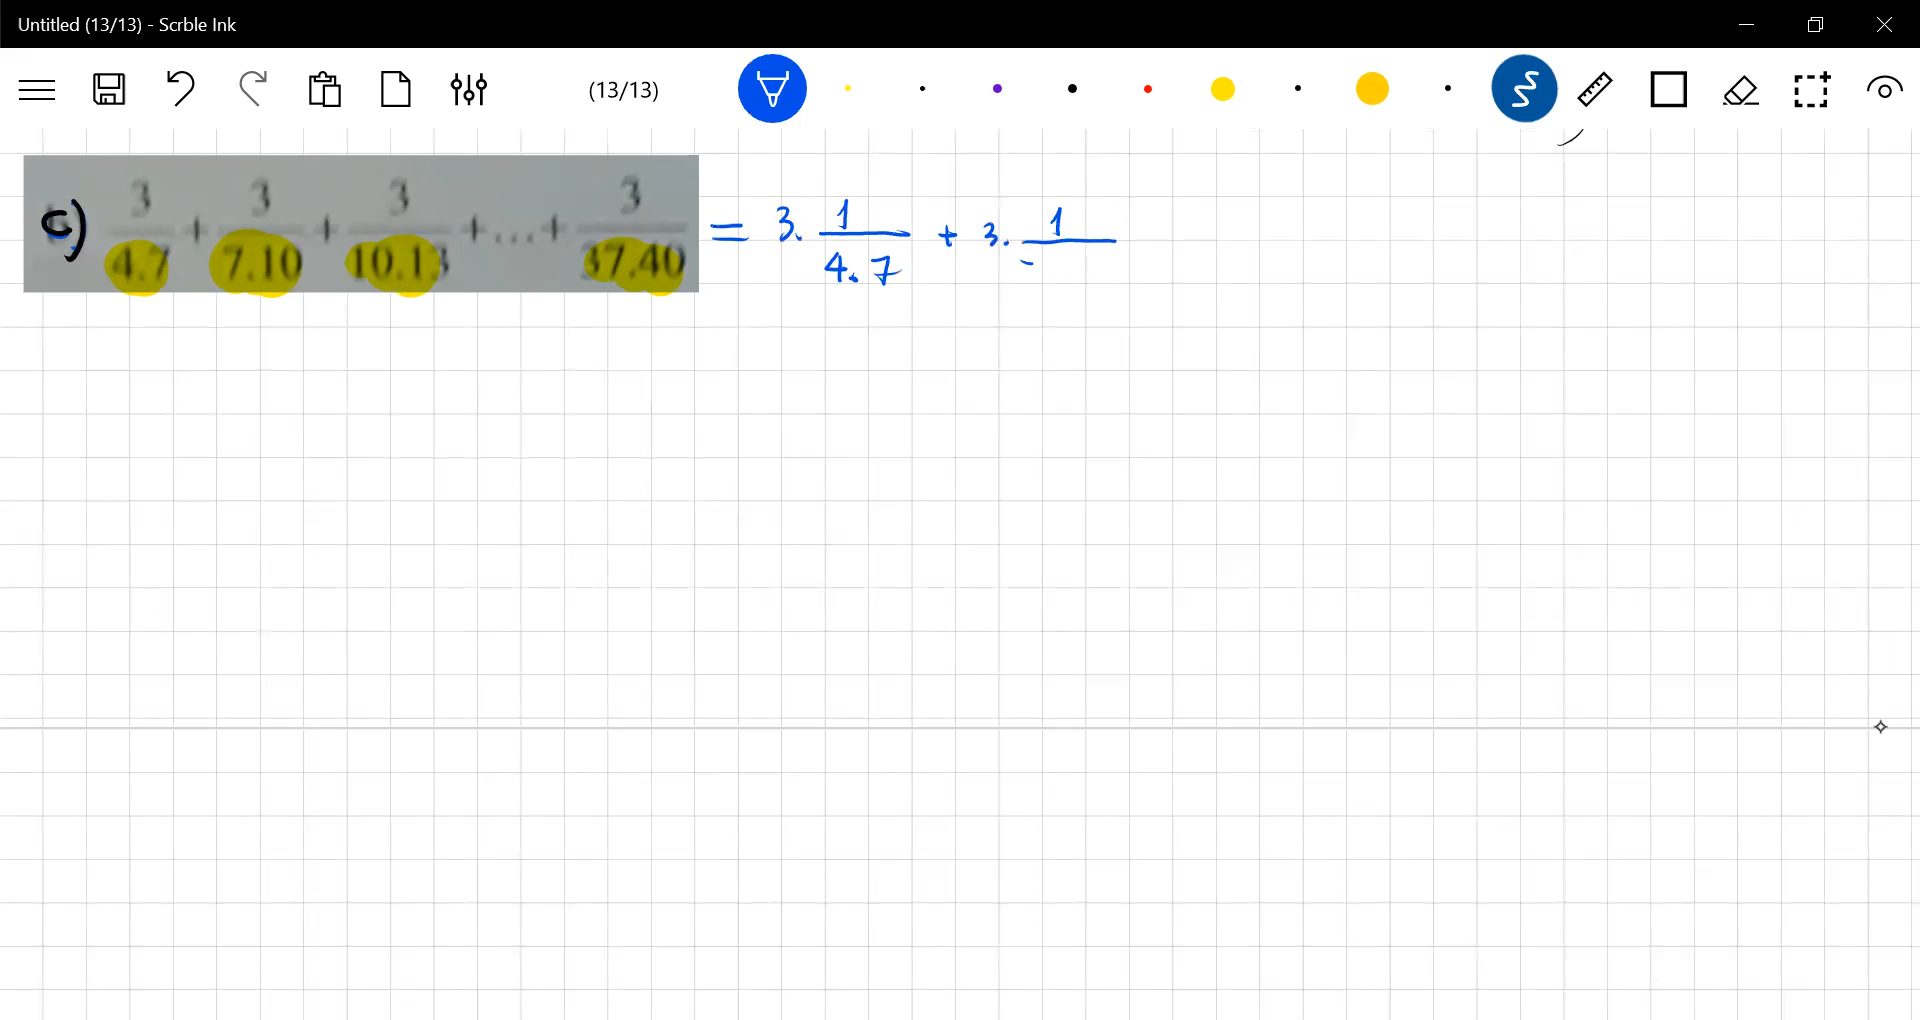 Untitled (13/13) - Scrble Ink
(13/13)
c) 3/4.7 + 3/7.10 + 3/10.13 +...+ 3/37.40 = 3. 1/4.7 + 3. 1/